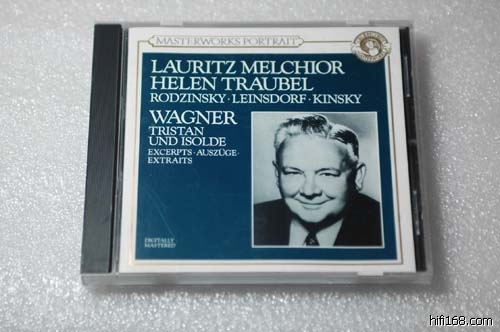 MASTERWORKS PORTRAIT
LAURITZ MELCHIOR
HELEN TRAUBEL
RODZINSKY · LEINSDORF · KINSKY
WAGNER
TRISTAN
UND ISOLDE
EXCERPTS · AUSZÜGE ·
EXTRAITS
DIGITALLY
MASTERED
hifi168.com